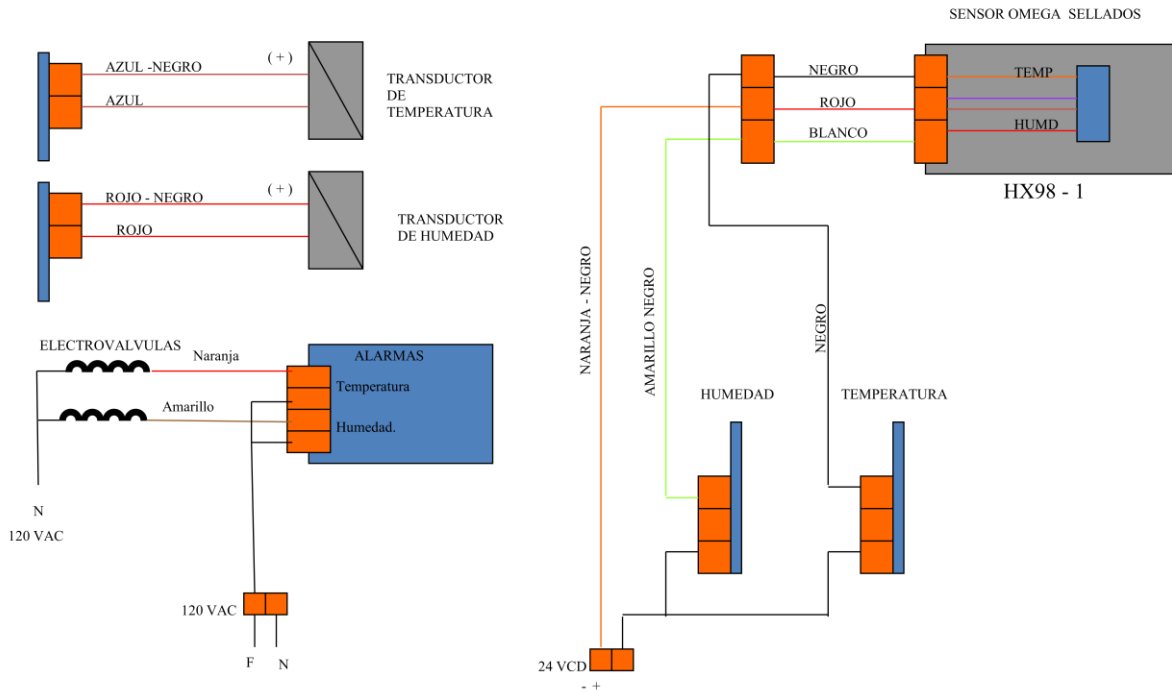 SENSOR OMEGA SELLADOS
AZUL -NEGRO
( + )
AZUL
TRANSDUCTOR
DE
TEMPERATURA
ROJO - NEGRO
( + )
ROJO
TRANSDUCTOR
DE HUMEDAD
NEGRO
TEMP
ROJO
BLANCO
HUMD
HX98 - 1
NARANJA - NEGRO
AMARILLO NEGRO
NEGRO
ELECTROVALVULAS
Naranja
ALARMAS
Temperatura
Amarillo
Humedad.
N
120 VAC
HUMEDAD
TEMPERATURA
120 VAC
F
N
24 VCD
- +